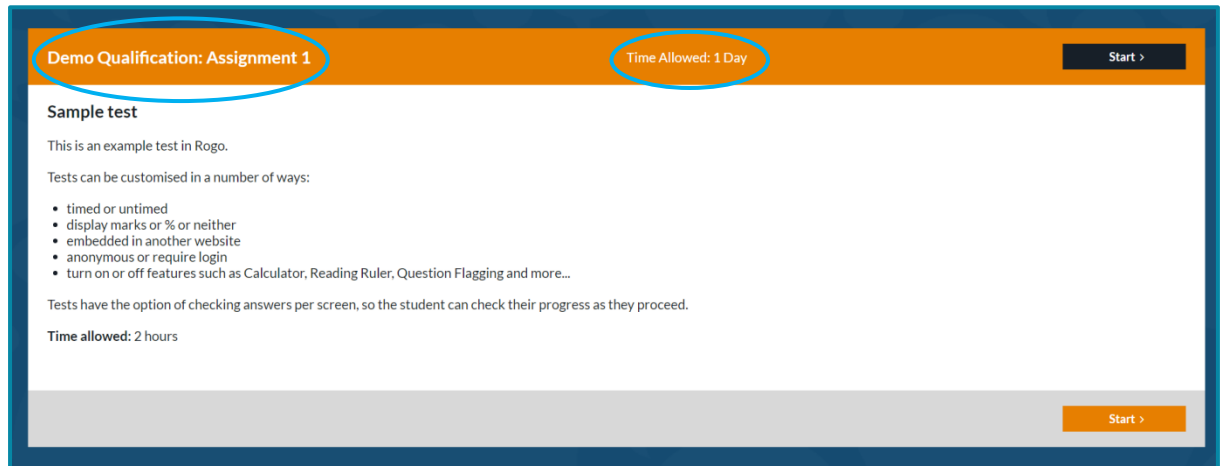 Demo Qualification: Assignment 1
Time Allowed: 1 Day
Start >
Sample test
This is an example test in Rogo.
Tests can be customised in a number of ways:
• timed or untimed
• display marks or % or neither
• embedded in another website
• anonymous or require login
• turn on or off features such as Calculator, Reading Ruler, Question Flagging and more...
Tests have the option of checking answers per screen, so the student can check their progress as they proceed.
Time allowed: 2 hours
Start >